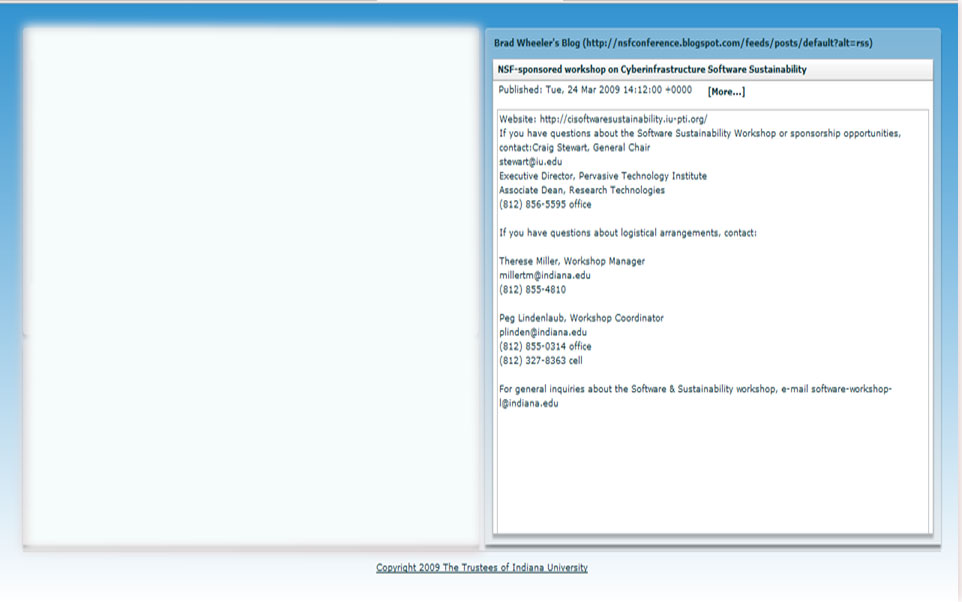 Brad Wheeler's Blog (http://nsfconference.blogspot.com/feeds/posts/default?alt=rss)
NSF-sponsored workshop on Cyberinfrastructure Software Sustainability
Published: Tue, 24 Mar 2009 14:12:00 +0000 [More...]
Website: http://cisoftwaresustainability.iu-pti.org/
If you have questions about the Software Sustainability Workshop or sponsorship opportunities,
contact:Craig Stewart, General Chair
stewart@iu.edu
Executive Director, Pervasive Technology Institute
Associate Dean, Research Technologies
(812) 856-5595 office
If you have questions about logistical arrangements, contact:
Therese Miller, Workshop Manager
millertm@indiana.edu
(812) 855-4810
Peg Lindenlaub, Workshop Coordinator
plinden@indiana.edu
(812) 855-0314 office
(812) 327-8363 cell
For general inquiries about the Software & Sustainability workshop, e-mail software-workshop-
l@indiana.edu
Copyright 2009 The Trustees of Indiana University